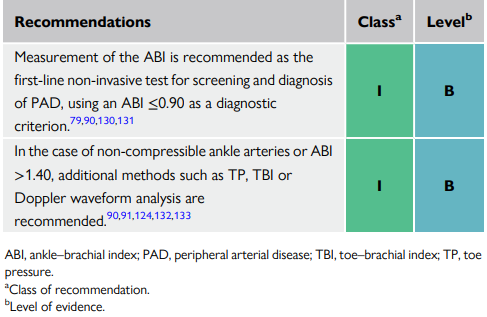 Recommendations Classᵃ Levelᵇ
Measurement of the ABI is recommended as the
first-line non-invasive test for screening and diagnosis
of PAD, using an ABI ≤0.90 as a diagnostic
criterion.79,90,130,131
I B
In the case of non-compressible ankle arteries or ABI
>1.40, additional methods such as TP, TBI or
Doppler waveform analysis are
recommended.90,91,124,132,133
I B
ABI, ankle–brachial index; PAD, peripheral arterial disease; TBI, toe–brachial index; TP, toe
pressure.
ᵃClass of recommendation.
ᵇLevel of evidence.